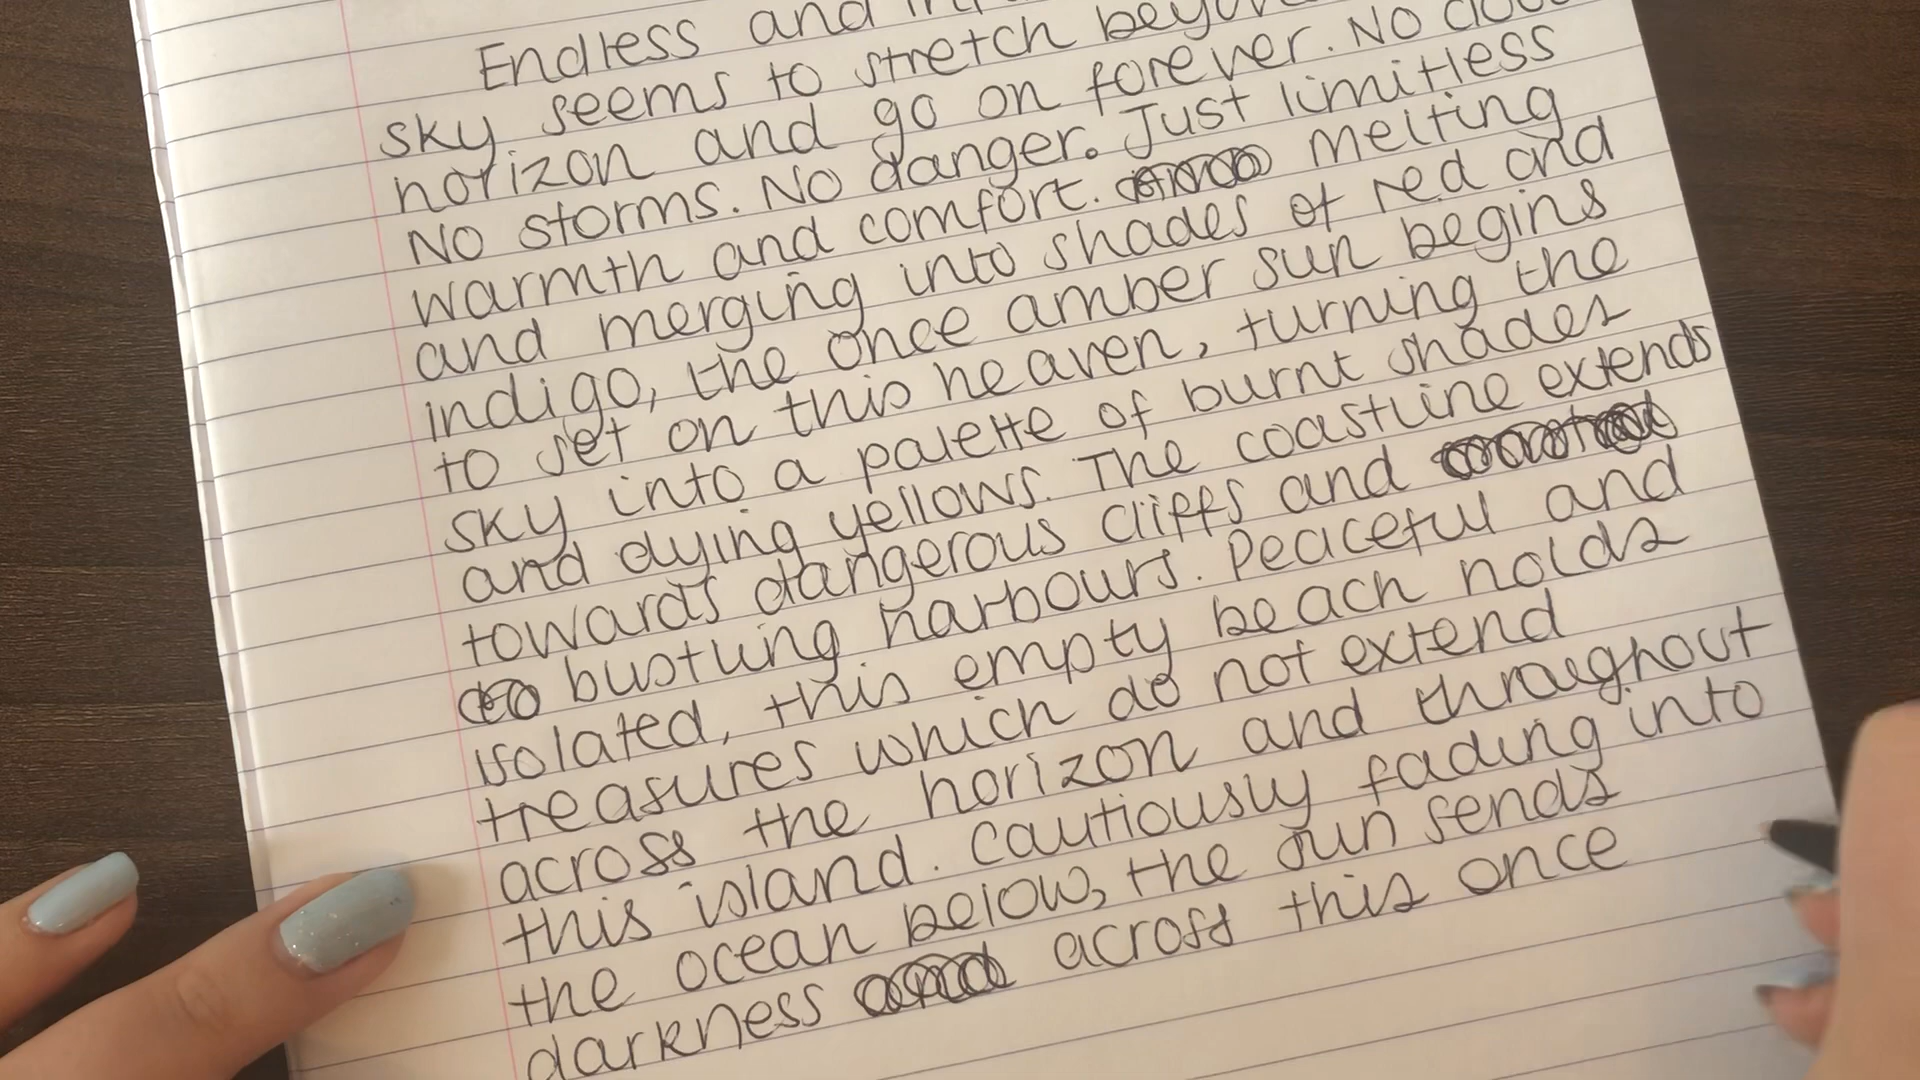 Endless and
sky seems to stretch
horizon and go on forever. No
No storms. No danger. Just limitless
warmth and comfort. Melting
and merging into shades of red and
indigo, the once amber sun begins
to set on this heaven, turning the
sky into a palette of burnt shades
and dying yellows. The coastline extends
towards dangerous cliffs and
bustling harbours. Peaceful and
isolated, this empty beach holds
treasures which do not extend
across the horizon and throughout
this island. Cautiously fading into
the ocean below, the sun sends
darkness across this once